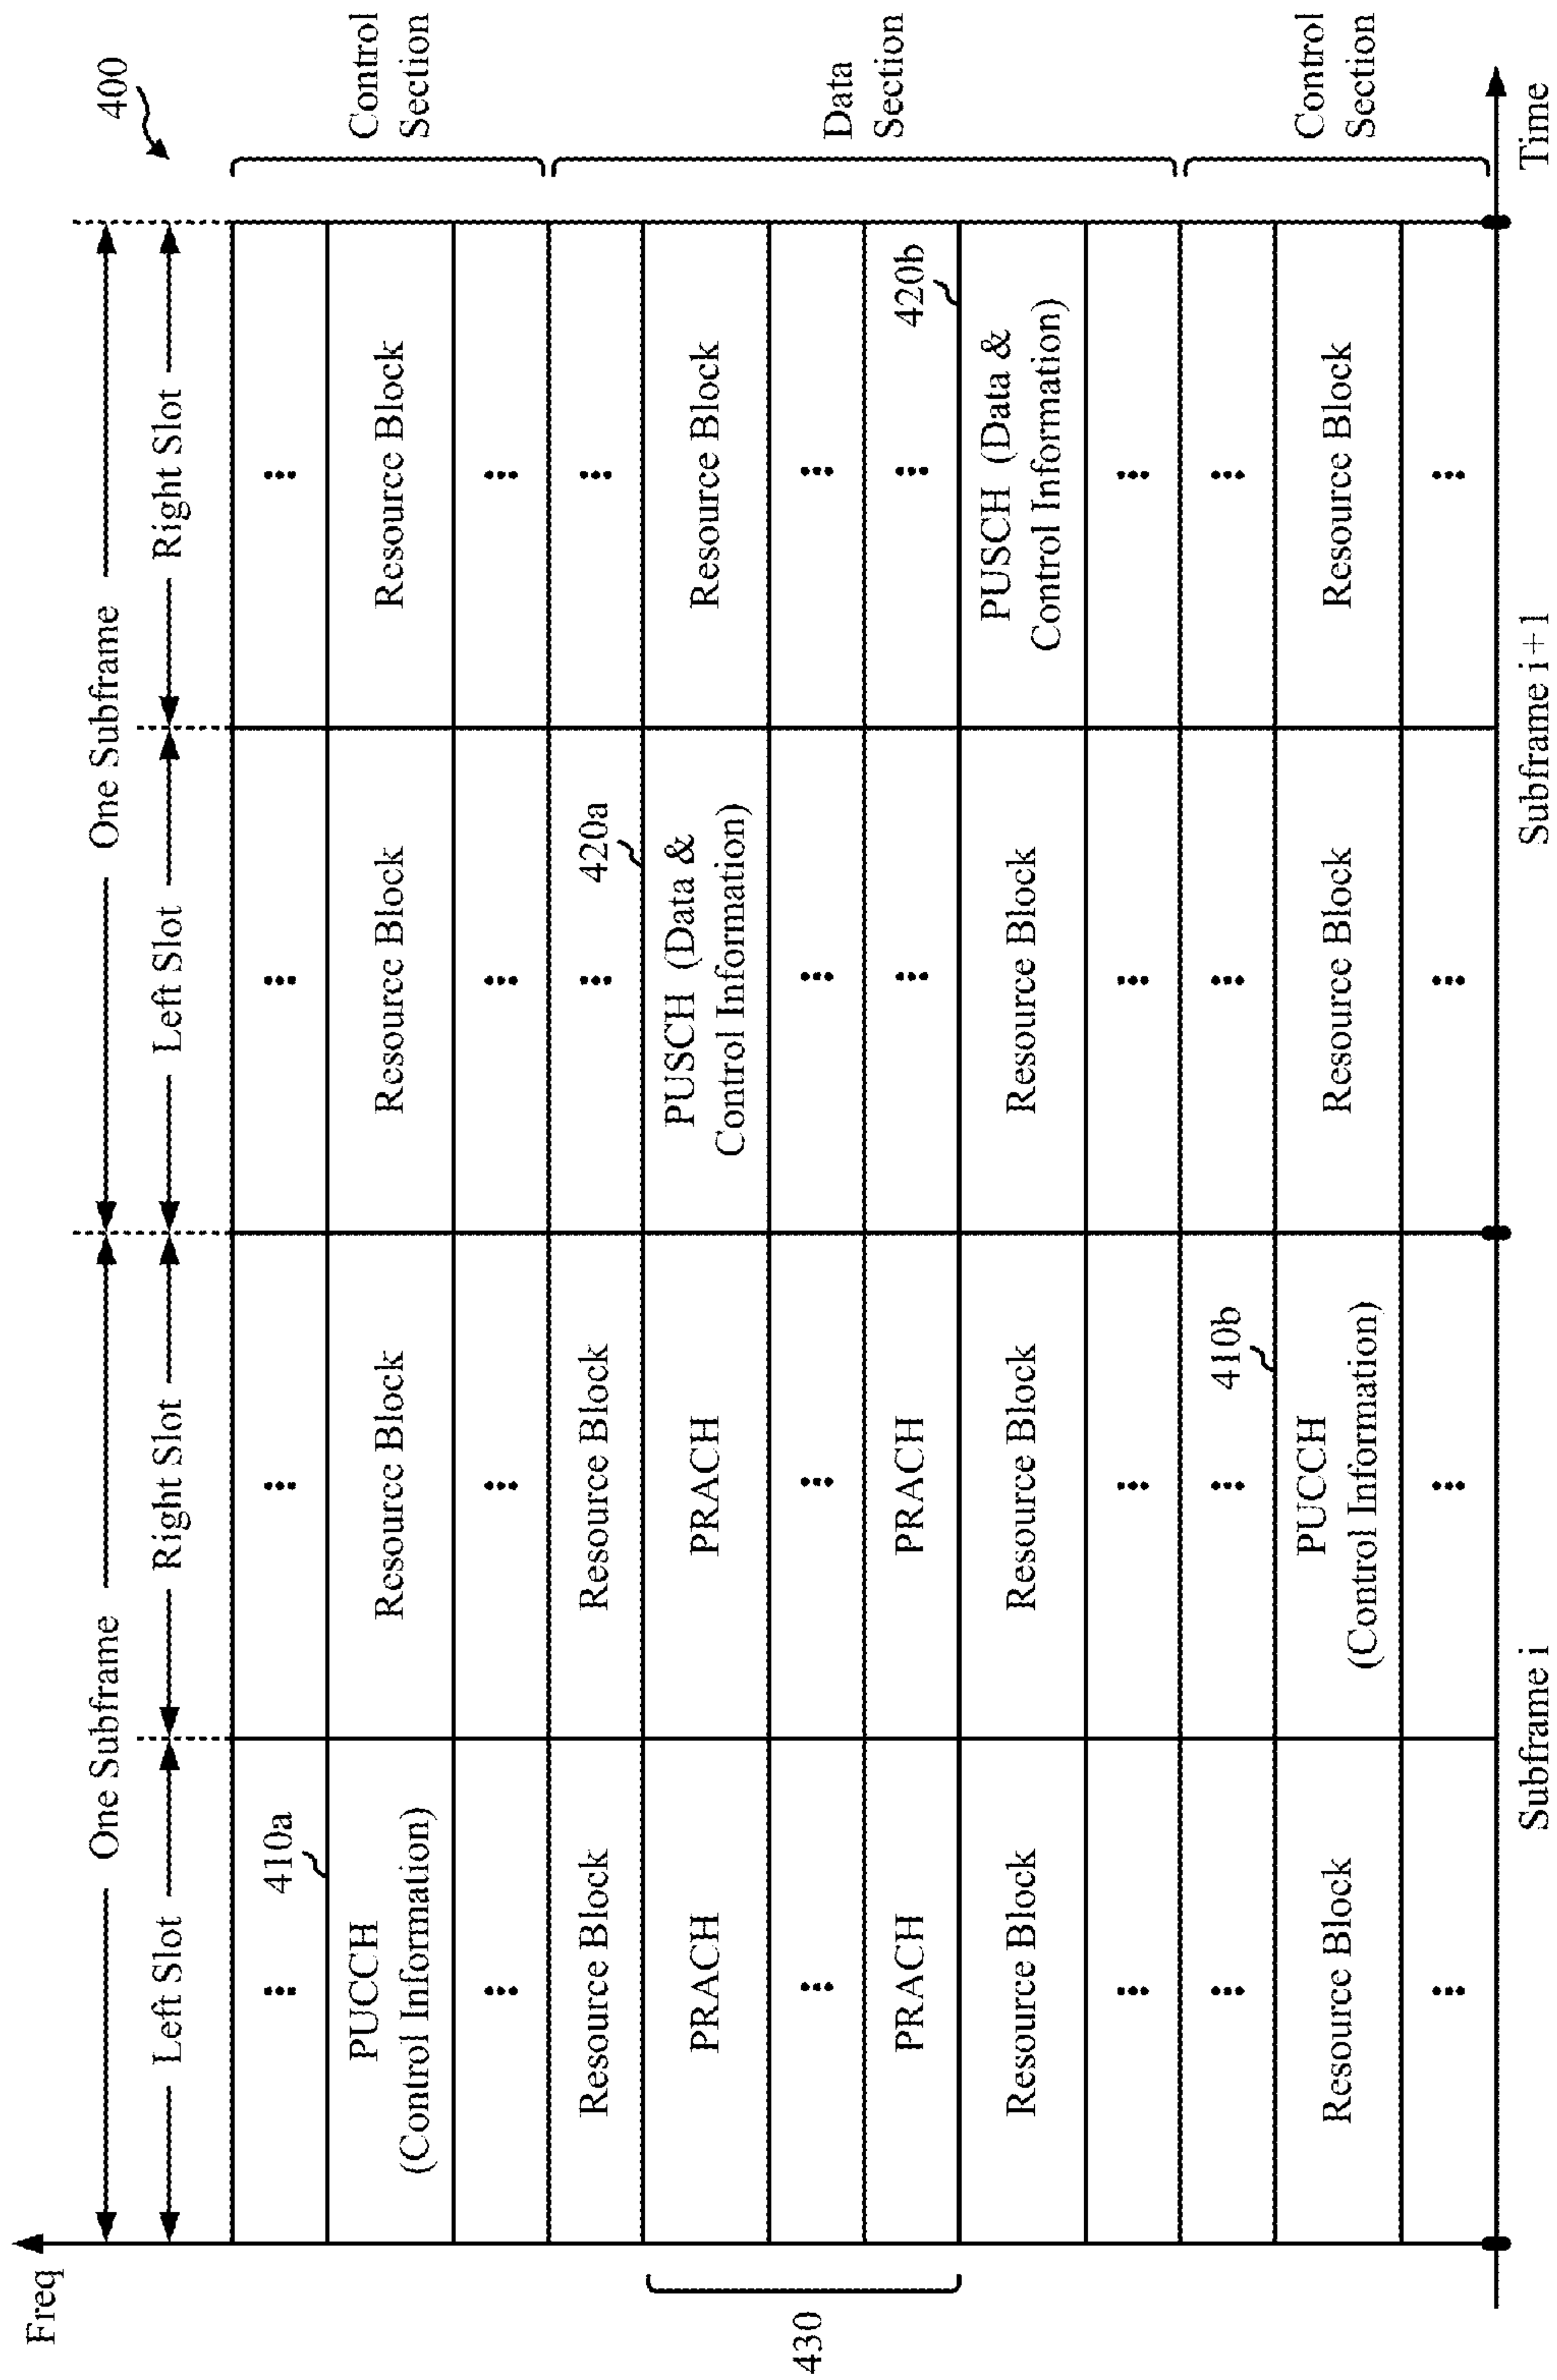 Freq
400
One Subframe
One Subframe
Left Slot
Right Slot
Left Slot
Right Slot
⋮
410a
⋮
⋮
⋮
PUCCH
(Control Information)
Resource Block
Resource Block
Resource Block
Control
Section
⋮
⋮
⋮
⋮
Resource Block
Resource Block
⋮
420a
⋮
PRACH
PRACH
PUSCH (Data &
Control Information)
Resource Block
430
⋮
⋮
⋮
⋮
Data
Section
PRACH
PRACH
⋮
⋮
420b
Resource Block
Resource Block
Resource Block
PUSCH (Data &
Control Information)
⋮
⋮
⋮
⋮
⋮
⋮
410b
⋮
⋮
Resource Block
PUCCH
(Control Information)
Resource Block
Resource Block
Control
Section
⋮
⋮
⋮
⋮
Subframe i
Subframe i+1
Time